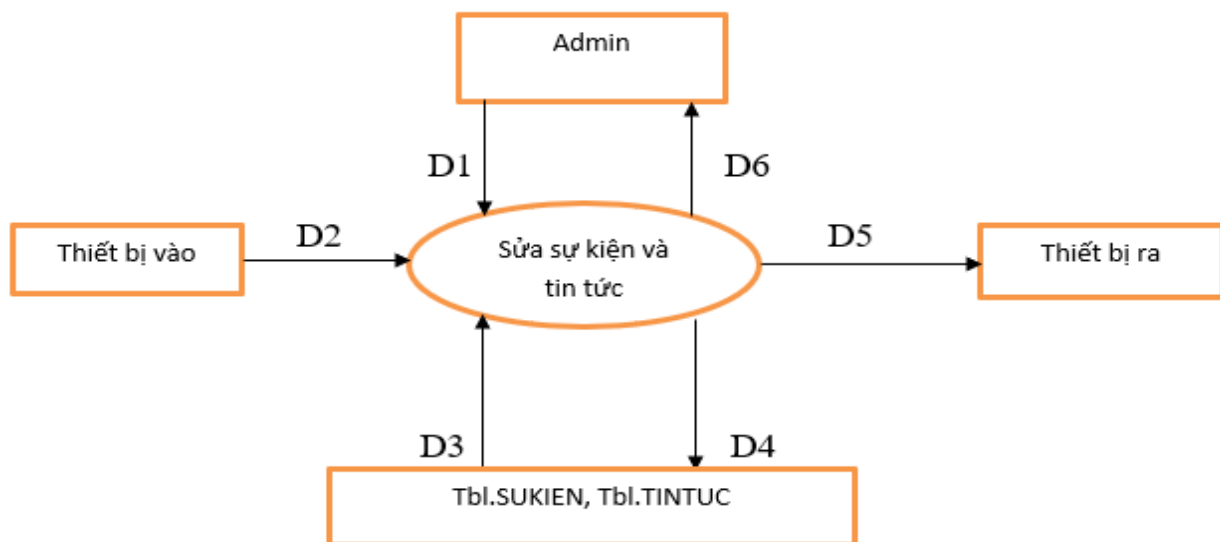 Admin
D1
D6
Thiết bị vào
D2
Sửa sự kiện và
tin tức
D5
Thiết bị ra
D3
D4
Tbl.SUKIEN, Tbl.TINTUC